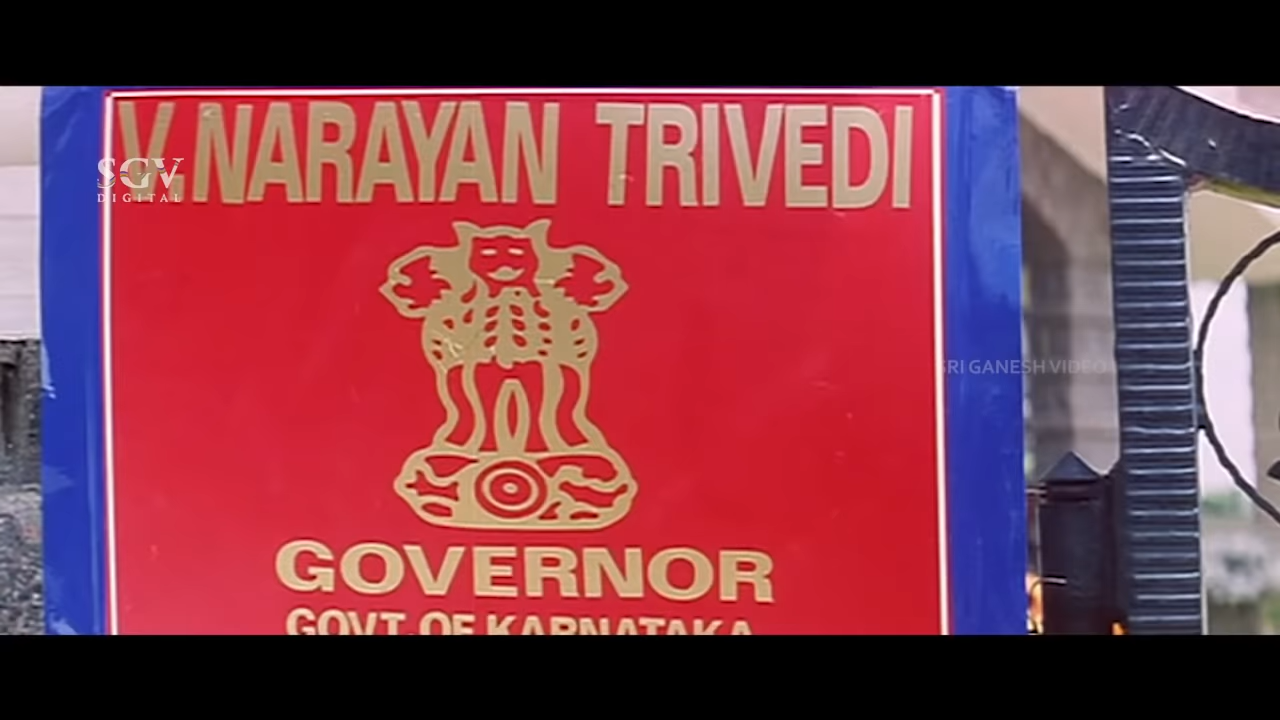 V.NARAYAN TRIVEDI
SGV
DIGITAL
SRI GANESH VIDEO
GOVERNOR
GOVT.OF KARNATAKA